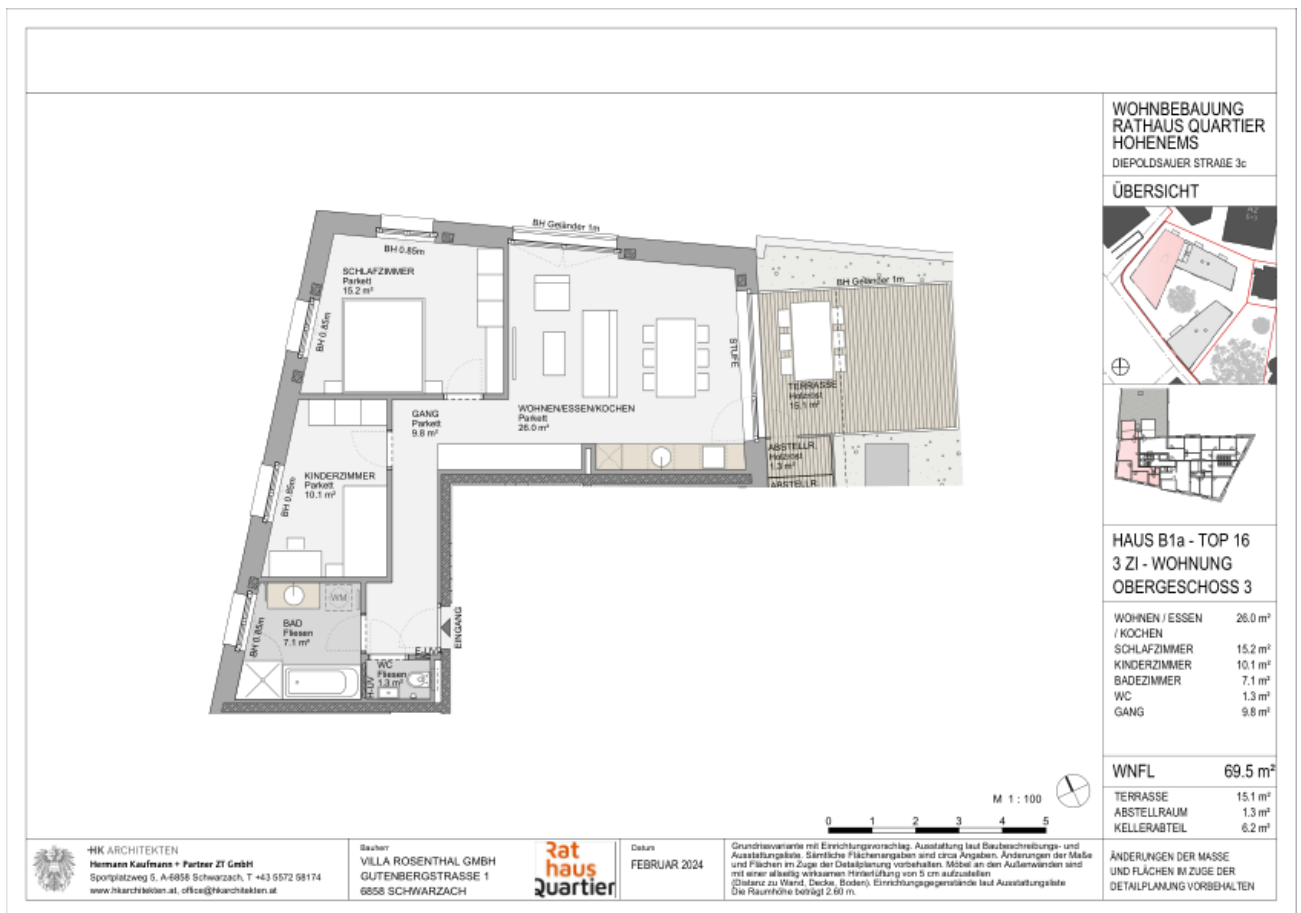 WOHNBEBAUUNG
RATHAUS QUARTIER
HOHENEMS
DIEPOLDSAUER STRAßE 3c
ÜBERSICHT
BH Geländer 1m
BH 0.85m
SCHLAFZIMMER
Parkett
15.2 m²
BH 0.85m
BH Geländer 1m
STUFE
TERRASSE
Holzrost
15.1 m²
GANG
Parkett
9.8 m²
WOHNEN/ESSEN/KOCHEN
Parkett
26.0 m²
ABSTELLR.
Holzrost
1.3 m²
ABSTELLR.
KINDERZIMMER
Parkett
10.1 m²
BH 0.85m
WM
BAD
Fliesen
7.1 m²
BH 0.85m
EINGANG
E-UV
WC
Fliesen
1.3 m²
H-UV
HAUS B1a - TOP 16
3 ZI - WOHNUNG
OBERGESCHOSS 3
WOHNEN / ESSEN 26.0 m²
/ KOCHEN
SCHLAFZIMMER 15.2 m²
KINDERZIMMER 10.1 m²
BADEZIMMER 7.1 m²
WC 1.3 m²
GANG 9.8 m²
WNFL 69.5 m²
TERRASSE 15.1 m²
ABSTELLRAUM 1.3 m²
KELLERABTEIL 6.2 m²
M 1 : 100
0 1 2 3 4 5
HK ARCHITEKTEN
Hermann Kaufmann + Partner ZT GmbH
Sportplatzweg 5, A-6858 Schwarzach, T +43 5572 58174
www.hkarchitekten.at, office@hkarchitekten.at
Bauherr
VILLA ROSENTHAL GMBH
GUTENBERGSTRASSE 1
6858 SCHWARZACH
Rat
haus
Quartier
Datum
FEBRUAR 2024
Grundrissvariante mit Einrichtungsvorschlag. Ausstattung laut Baubeschreibungs- und
Ausstattungsliste. Sämtliche Flächenangaben sind circa Angaben. Änderungen der Maße
und Flächen im Zuge der Detailplanung vorbehalten. Möbel an den Außenwänden sind
mit einer allseitig wirksamen Hinterlüftung von 5 cm aufzustellen
(Distanz zu Wand, Decke, Boden). Einrichtungsgegenstände laut Ausstattungsliste
Die Raumhöhe beträgt 2.60 m.
ÄNDERUNGEN DER MASSE
UND FLÄCHEN IM ZUGE DER
DETAILPLANUNG VORBEHALTEN